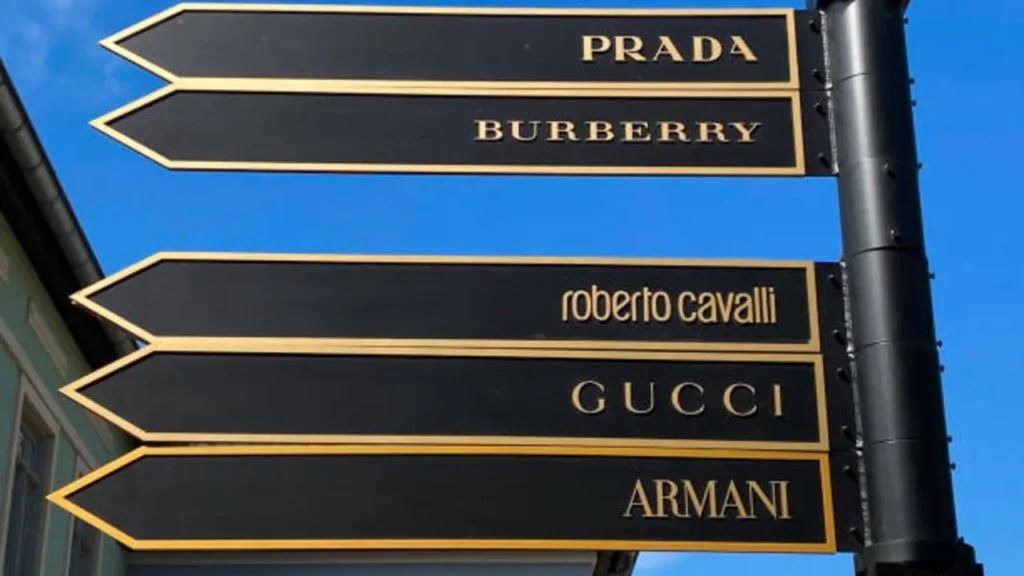 PRADA
BURBERRY
roberto cavalli
GUCCI
ARMANI